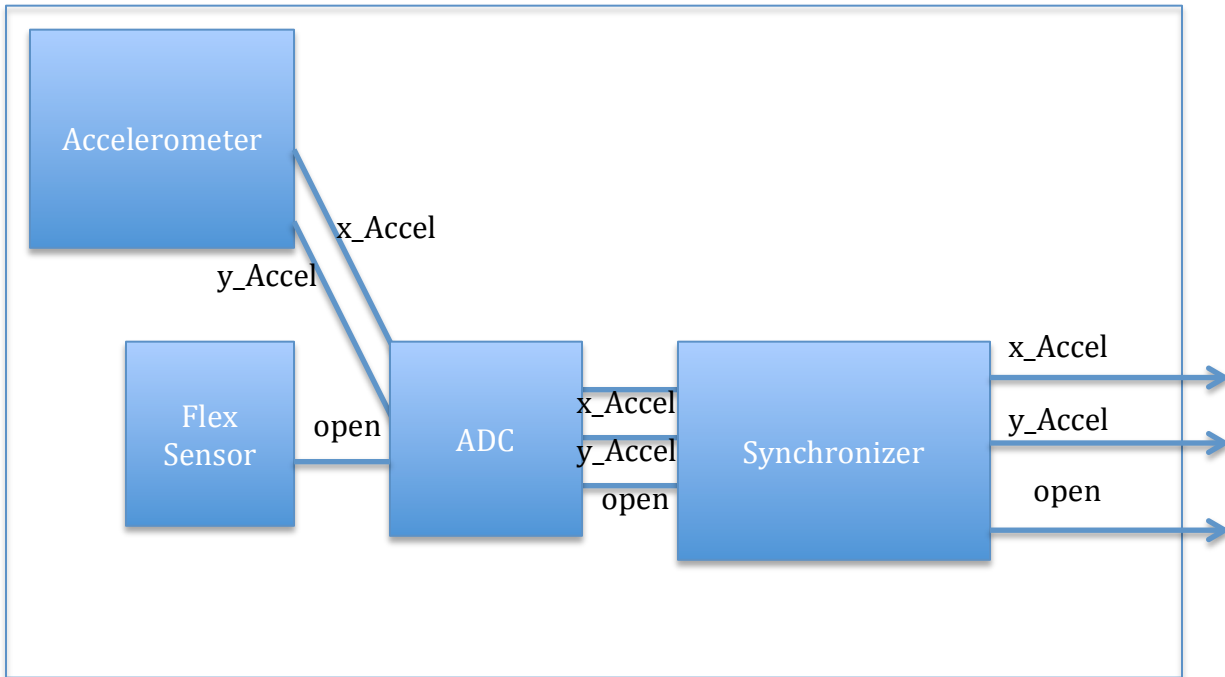 Accelerometer
x_Accel
y_Accel
Flex
Sensor
open
ADC
x_Accel
y_Accel
open
Synchronizer
x_Accel
y_Accel
open